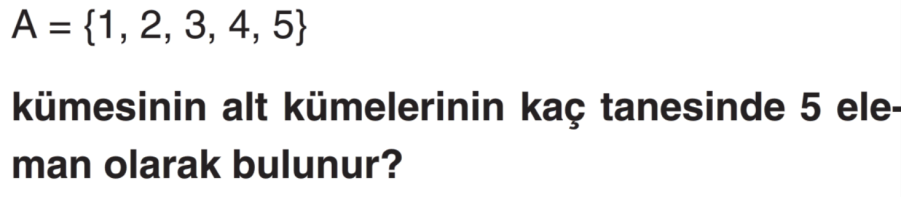 A = {1, 2, 3, 4, 5}
kümesinin alt kümelerinin kaç tanesinde 5 ele-
man olarak bulunur?